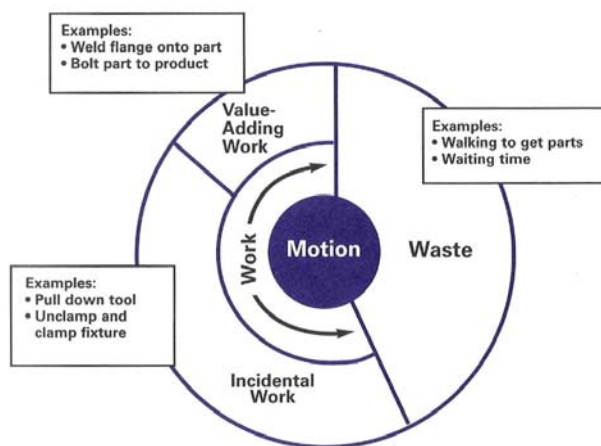 Examples:
• Weld flange onto part
• Bolt part to product
Value-
Adding
Work
Examples:
• Walking to get parts
• Waiting time
Work
Motion
Waste
Examples:
• Pull down tool
• Unclamp and
clamp fixture
Incidental
Work